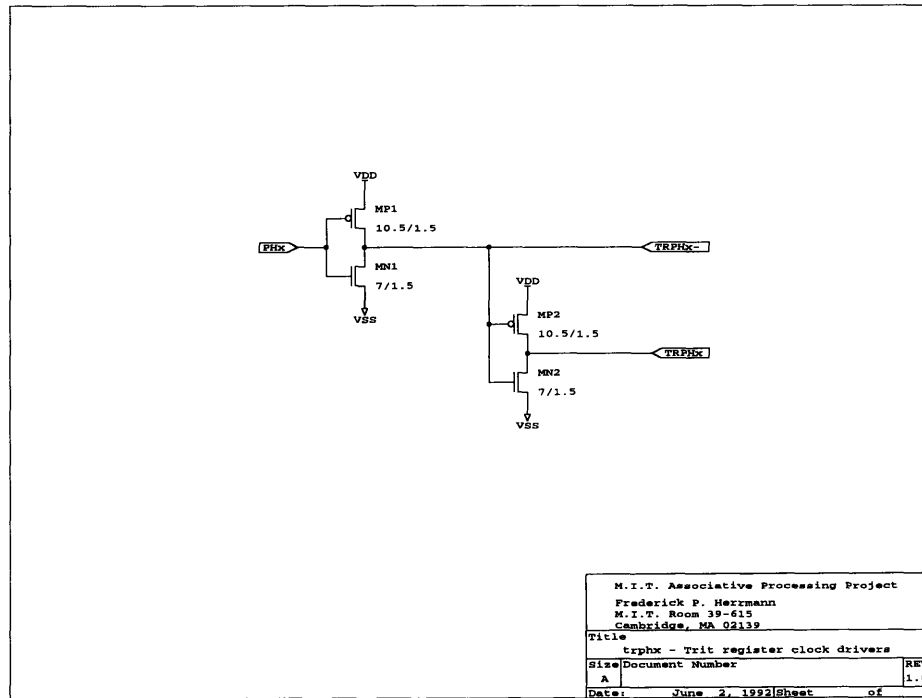 VDD
MP1
10.5/1.5
PHx
TRPHx-
MN1
7/1.5
VSS
VDD
MP2
10.5/1.5
TRPHx
MN2
7/1.5
VSS
M.I.T. Associative Processing Project
Frederick P. Herrmann
M.I.T. Room 39-615
Cambridge, MA 02139
Title
trphx - Trit register clock drivers
Size Document Number RE
A 1.
Date: June 2, 1992 Sheet of